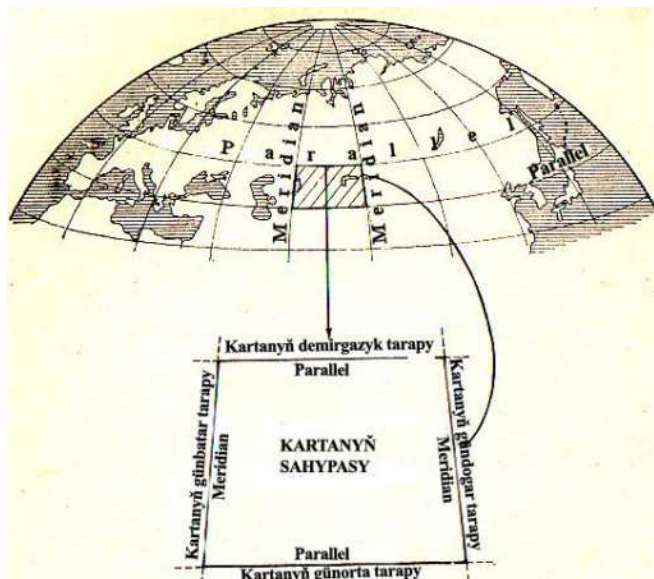 Parallel
Meridian
Meridian
Parallel
Kartanyň demirgazyk tarapy
Parallel
Kartanyň günbatar tarapy
Meridian
KARTANYŇ
SAHYPASY
Meridian
Kartanyň gündogar tarapy
Parallel
Kartanyň günorta tarapy